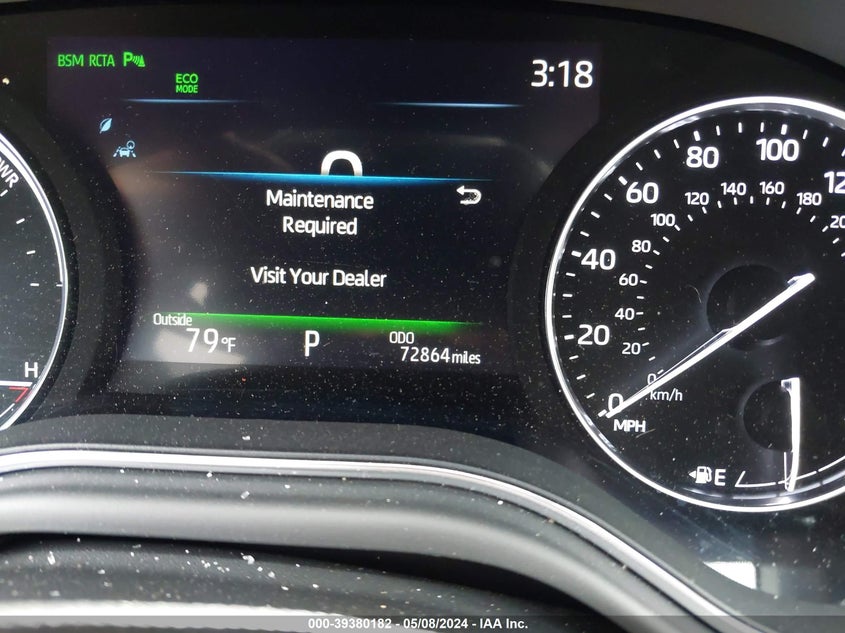 BSM RCTA P
ECO
MODE
3:18
Maintenance
Required
Visit Your Dealer
Outside
79°F
P
ODO
72864 miles
H
0
20
40
60
80
100
0
20
40
60
80
100
120
140
160
180
km/h
MPH
E
000-39380182 - 05/08/2024 - IAA Inc.